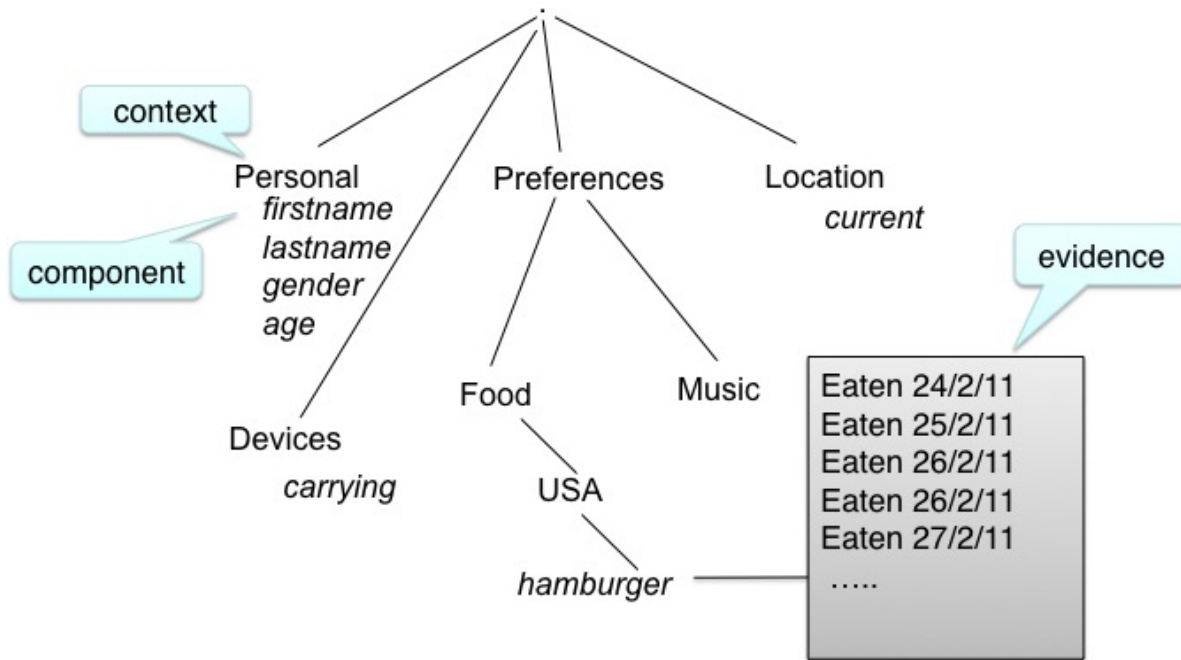 .
context
Personal
firstname
lastname
gender
age
component
Preferences
Location
current
evidence
Devices
carrying
Food
Music
USA
hamburger
Eaten 24/2/11
Eaten 25/2/11
Eaten 26/2/11
Eaten 26/2/11
Eaten 27/2/11
.....